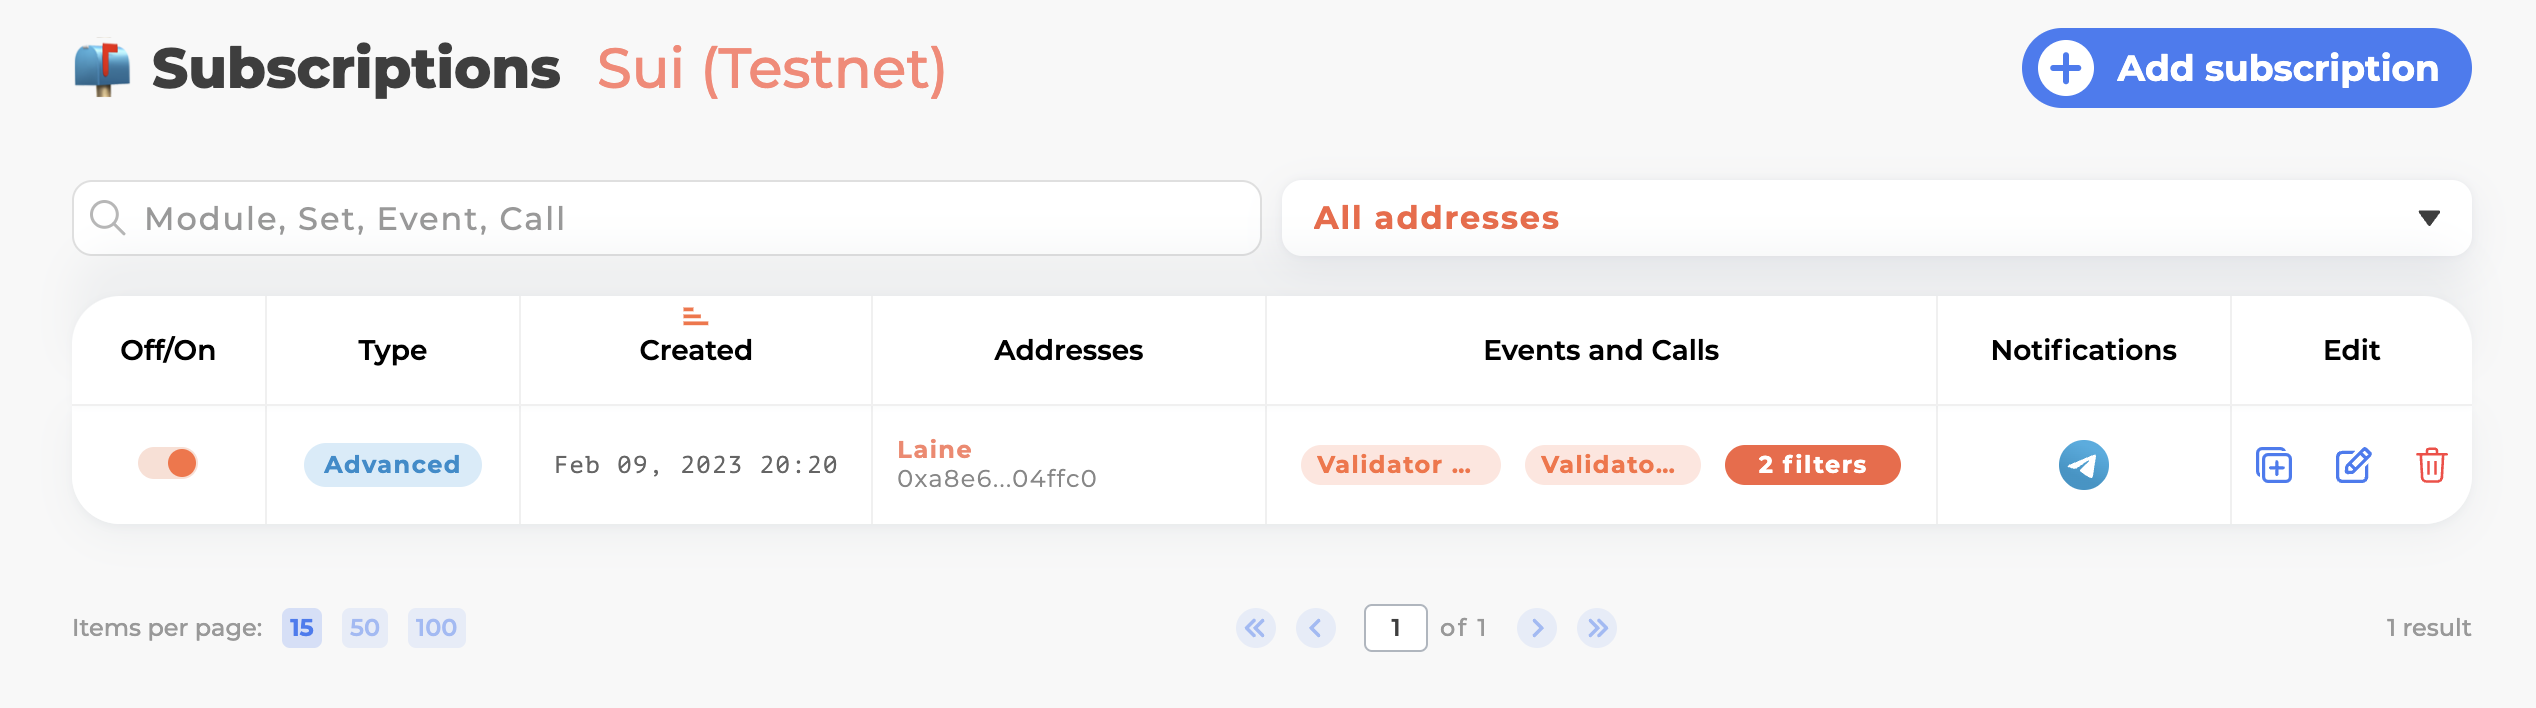 Subscriptions Sui (Testnet)
Add subscription
Module, Set, Event, Call
All addresses
Off/On Type Created Addresses Events and Calls Notifications Edit
Advanced Feb 09, 2023 20:20 Laine Validator ... Validato... 2 filters
0xa8e6...04ffc0
Items per page: 15 50 100
1 of 1
1 result